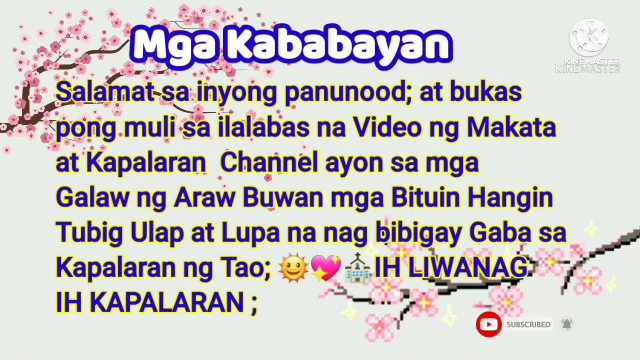 Mga Kababayan
KINEMASTER
KINEMASTER
Salamat sa inyong panunood; at bukas
pong muli sa ilalabas na Video ng Makata
at Kapalaran Channel ayon sa mga
Galaw ng Araw Buwan mga Bituin Hangin
Tubig Ulap at Lupa na nag bibigay Gaba sa
Kapalaran ng Tao; 🌞💖⛪IH LIWANAG.
IH KAPALARAN ;
SUBSCRIBED